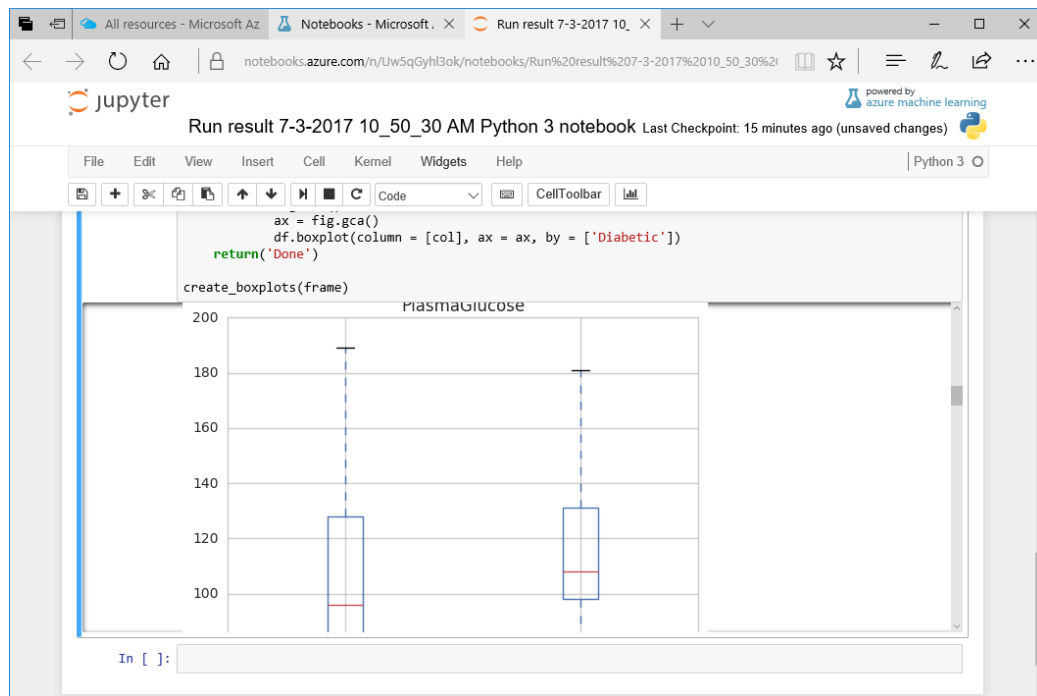 All resources - Microsoft Az
Notebooks - Microsoft .
Run result 7-3-2017 10_
notebooks.azure.com/n/Uw5qGyhl3ok/notebooks/Run%20result%207-3-2017%2010_50_30%2
jupyter
powered by
azure machine learning
Run result 7-3-2017 10_50_30 AM Python 3 notebook Last Checkpoint: 15 minutes ago (unsaved changes)
File Edit View Insert Cell Kernel Widgets Help Python 3
Code CellToolbar
ax = fig.gca()
df.boxplot(column = [col], ax = ax, by = ['Diabetic'])
return('Done')
create_boxplots(frame)
PlasmaGlucose
200
180
160
140
120
100
In [ ]: